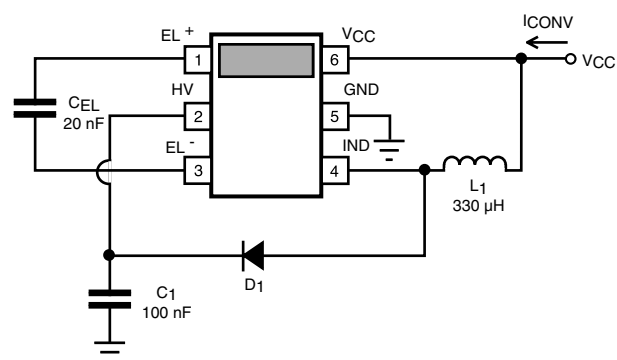 ICONV
EL +
VCC
VCC
1
6
HV
GND
CEL
20 nF
2
5
EL -
IND
3
4
L1
330 µH
D1
C1
100 nF